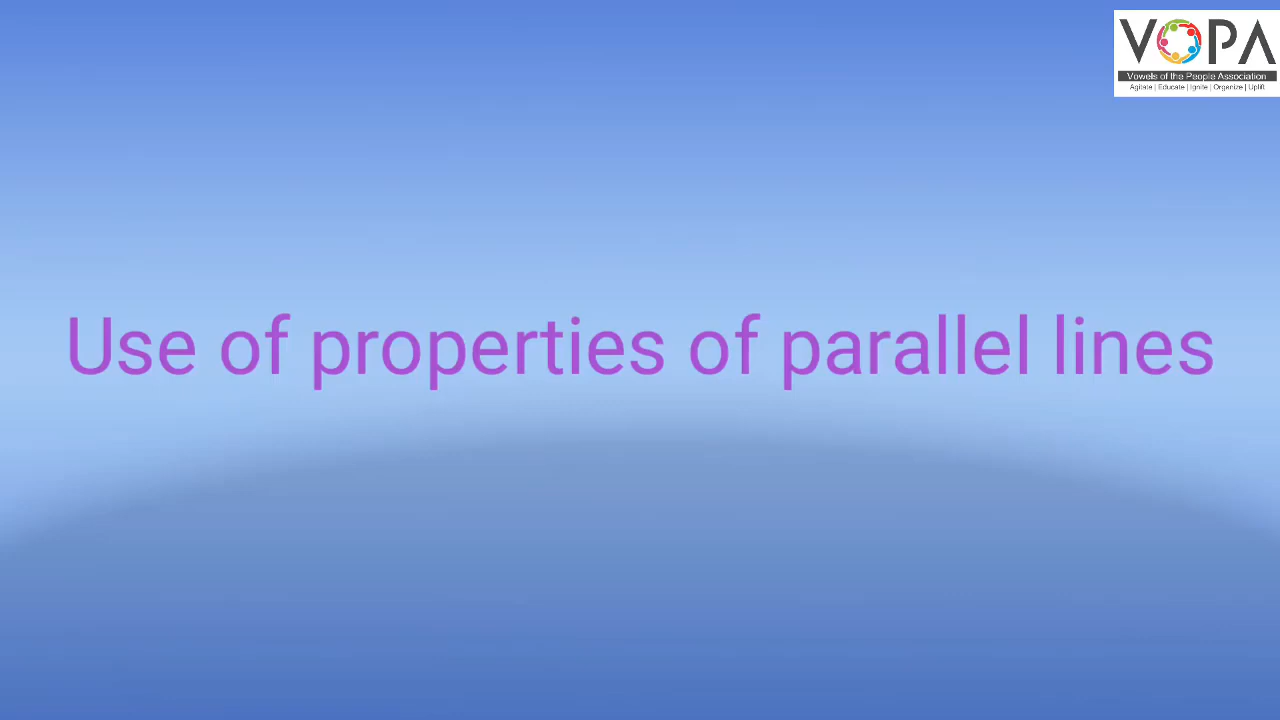 VOPA
Vowels of the People Association
Agitate | Educate | Ignite | Organize | Uplift
Use of properties of parallel lines